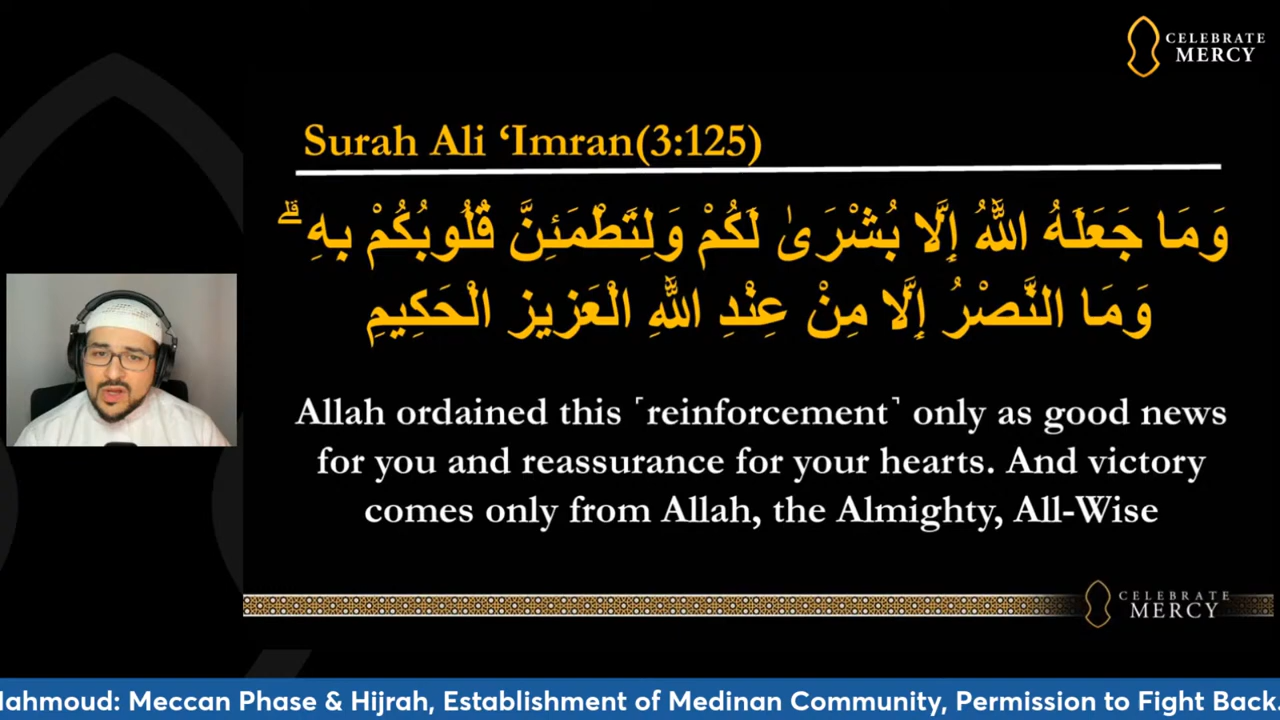 CELEBRATE
MERCY
Surah Ali ‘Imran(3:125)
وَمَا جَعَلَهُ اللَّهُ إِلَّا بُشْرَىٰ لَكُمْ وَلِتَطْمَئِنَّ قُلُوبُكُمْ بِهِ ۗ
وَمَا النَّصْرُ إِلَّا مِنْ عِنْدِ اللَّهِ الْعَزِيزِ الْحَكِيمِ
Allah ordained this ˹reinforcement˺ only as good news
for you and reassurance for your hearts. And victory
comes only from Allah, the Almighty, All-Wise
CELEBRATE
MERCY
Mahmoud: Meccan Phase & Hijrah, Establishment of Medinan Community, Permission to Fight Back.